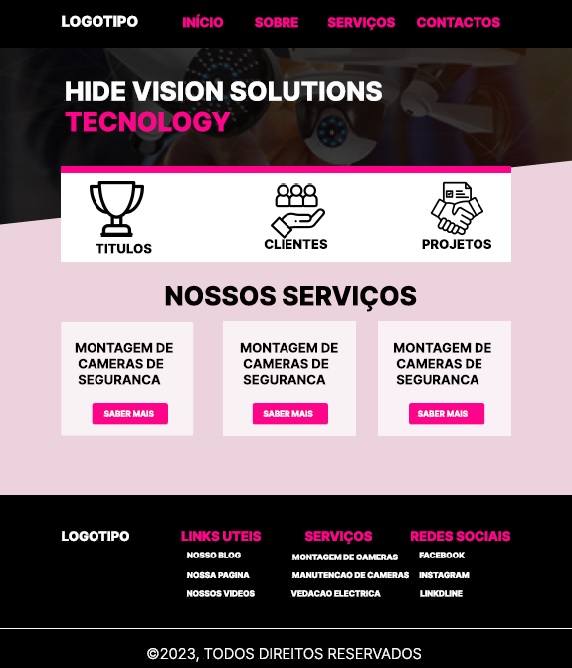 LOGOTIPO INÍCIO SOBRE SERVIÇOS CONTACTOS
HIDE VISION SOLUTIONS
TECNOLOGY
TITULOS CLIENTES PROJETOS
NOSSOS SERVIÇOS
MONTAGEM DE
CAMERAS DE
SEGURANCA
SABER MAIS
MONTAGEM DE
CAMERAS DE
SEGURANCA
SABER MAIS
MONTAGEM DE
CAMERAS DE
SEGURANCA
SABER MAIS
LOGOTIPO
LINKS UTEIS
NOSSO BLOG
NOSSA PAGINA
NOSSOS VIDEOS
SERVIÇOS
MONTAGEM DE CAMERAS
MANUTENCAO DE CAMERAS
VEDACAO ELECTRICA
REDES SOCIAIS
FACEBOOK
INSTAGRAM
LINKDLINE
©2023, TODOS DIREITOS RESERVADOS